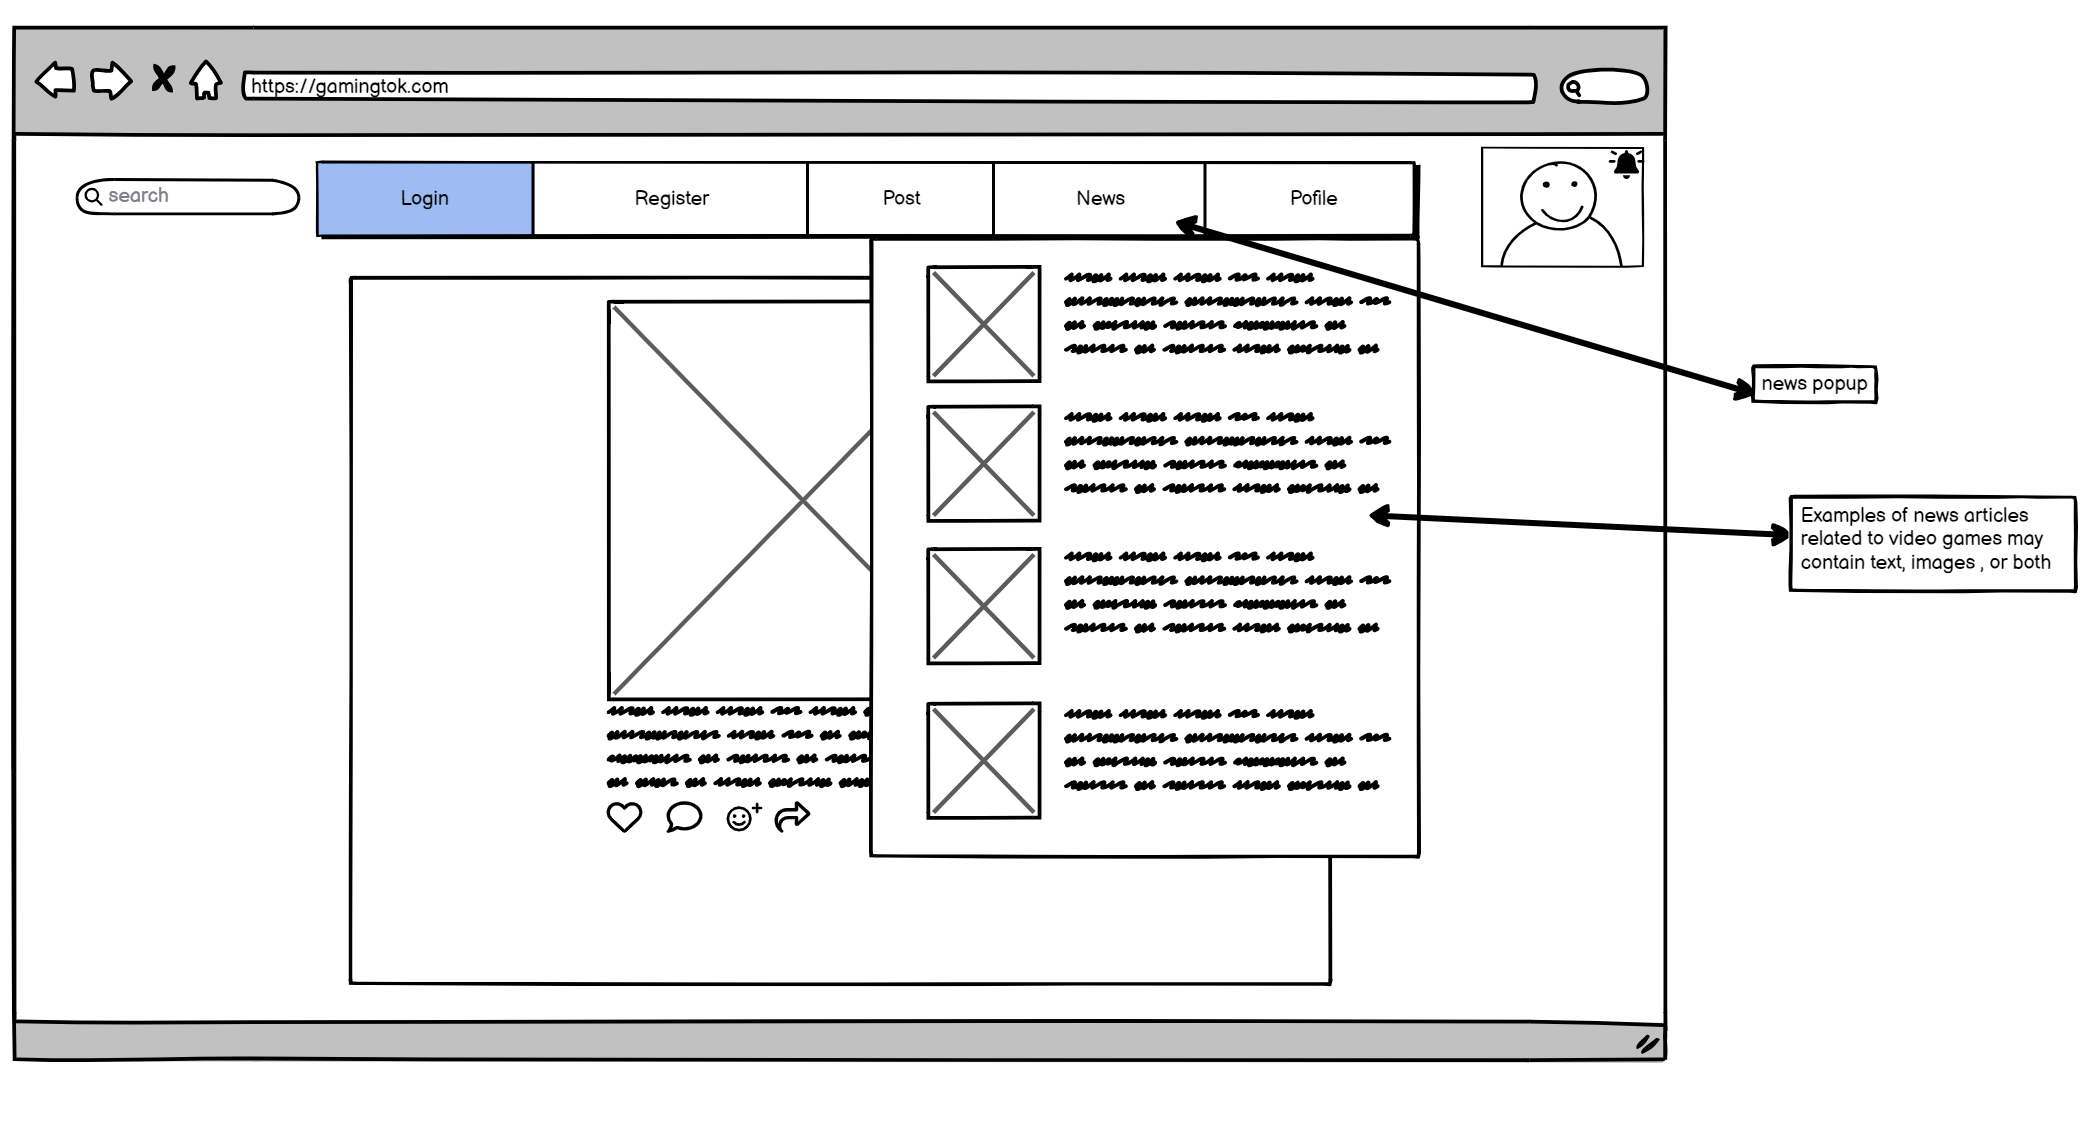 https://gamingtok.com
search
Login
Register
Post
News
Pofile
news popup
Examples of news articles
related to video games may
contain text, images , or both